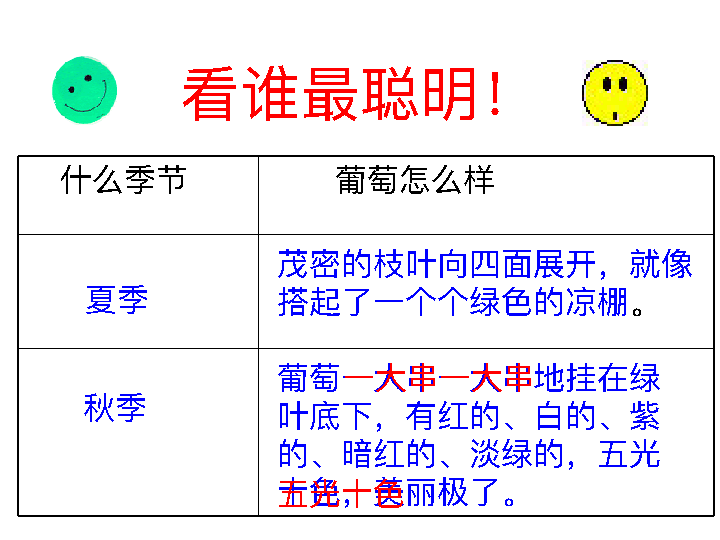 看谁最聪明！
什么季节
葡萄怎么样
夏季
茂密的枝叶向四面展开，就像
搭起了一个个绿色的凉棚。
秋季
葡萄一大串一大串地挂在绿
叶底下，有红的、白的、紫
的、暗红的、淡绿的，五光
十色，美丽极了。
五光十色